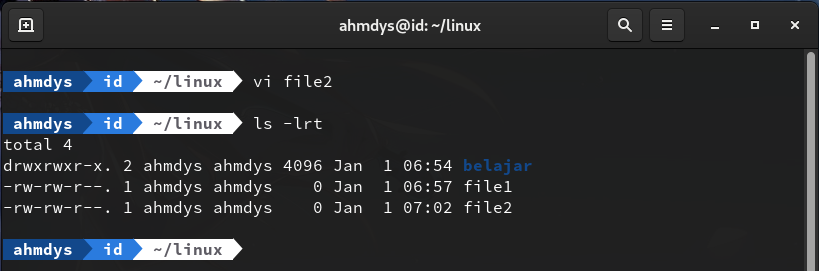 ahmdys@id: ~/linux
ahmdys id ~/linux vi file2
ahmdys id ~/linux ls -lrt
total 4
drwxrwxr-x. 2 ahmdys ahmdys 4096 Jan  1 06:54 belajar
-rw-rw-r--. 1 ahmdys ahmdys    0 Jan  1 06:57 file1
-rw-rw-r--. 1 ahmdys ahmdys    0 Jan  1 07:02 file2
ahmdys id ~/linux